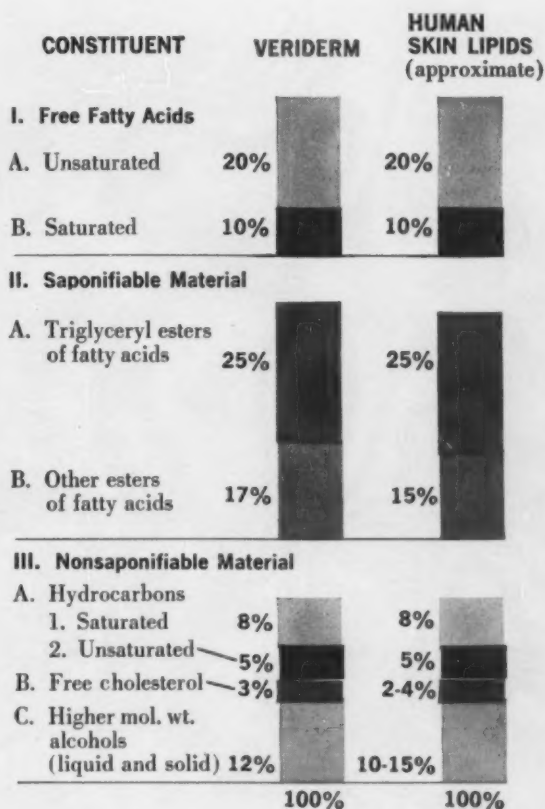 CONSTITUENT VERIDERM HUMAN SKIN LIPIDS (approximate)
I. Free Fatty Acids
A. Unsaturated 20% 20%
B. Saturated 10% 10%
II. Saponifiable Material
A. Triglyceryl esters
of fatty acids 25% 25%
B. Other esters
of fatty acids 17% 15%
III. Nonsaponifiable Material
A. Hydrocarbons
1. Saturated 8% 8%
2. Unsaturated 5% 5%
B. Free cholesterol 3% 2-4%
C. Higher mol. wt.
alcohols
(liquid and solid) 12% 10-15%
100% 100%